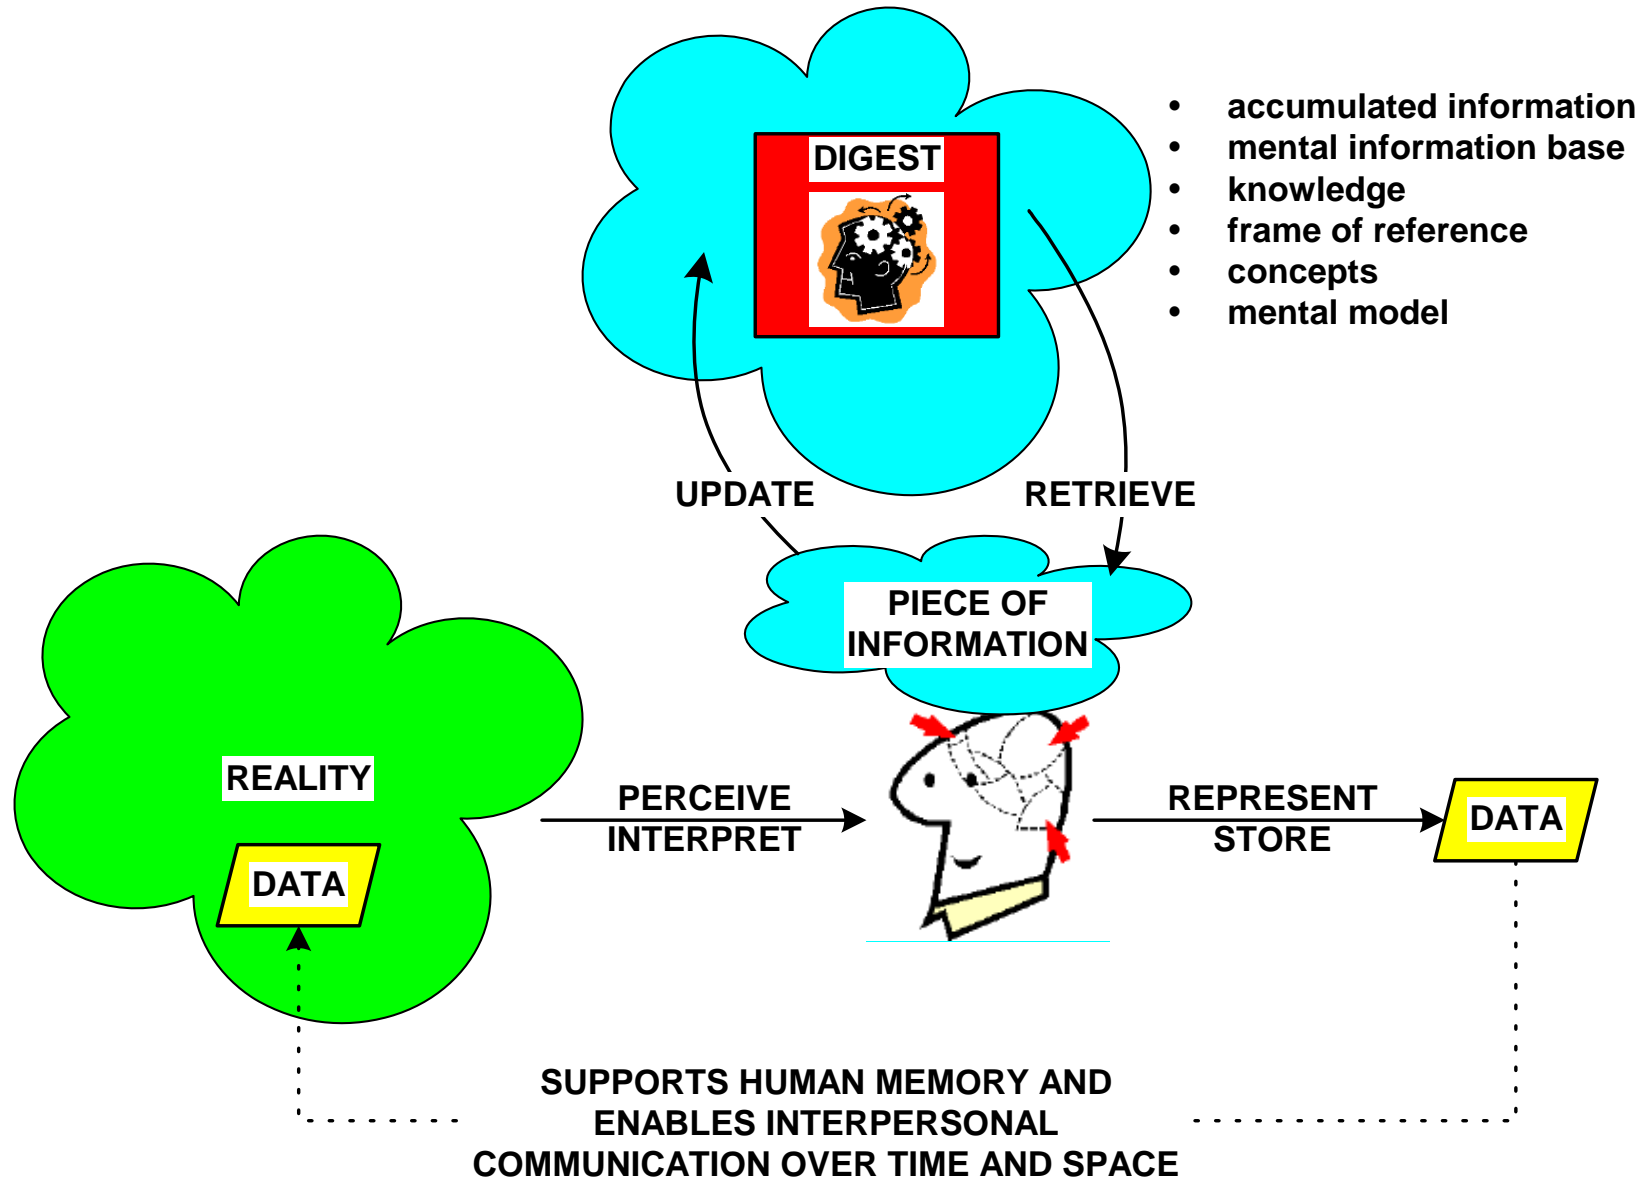 DIGEST
• accumulated information
• mental information base
• knowledge
• frame of reference
• concepts
• mental model
UPDATE
RETRIEVE
PIECE OF
INFORMATION
REALITY
DATA
PERCEIVE
INTERPRET
REPRESENT
STORE
DATA
SUPPORTS HUMAN MEMORY AND
ENABLES INTERPERSONAL
COMMUNICATION OVER TIME AND SPACE